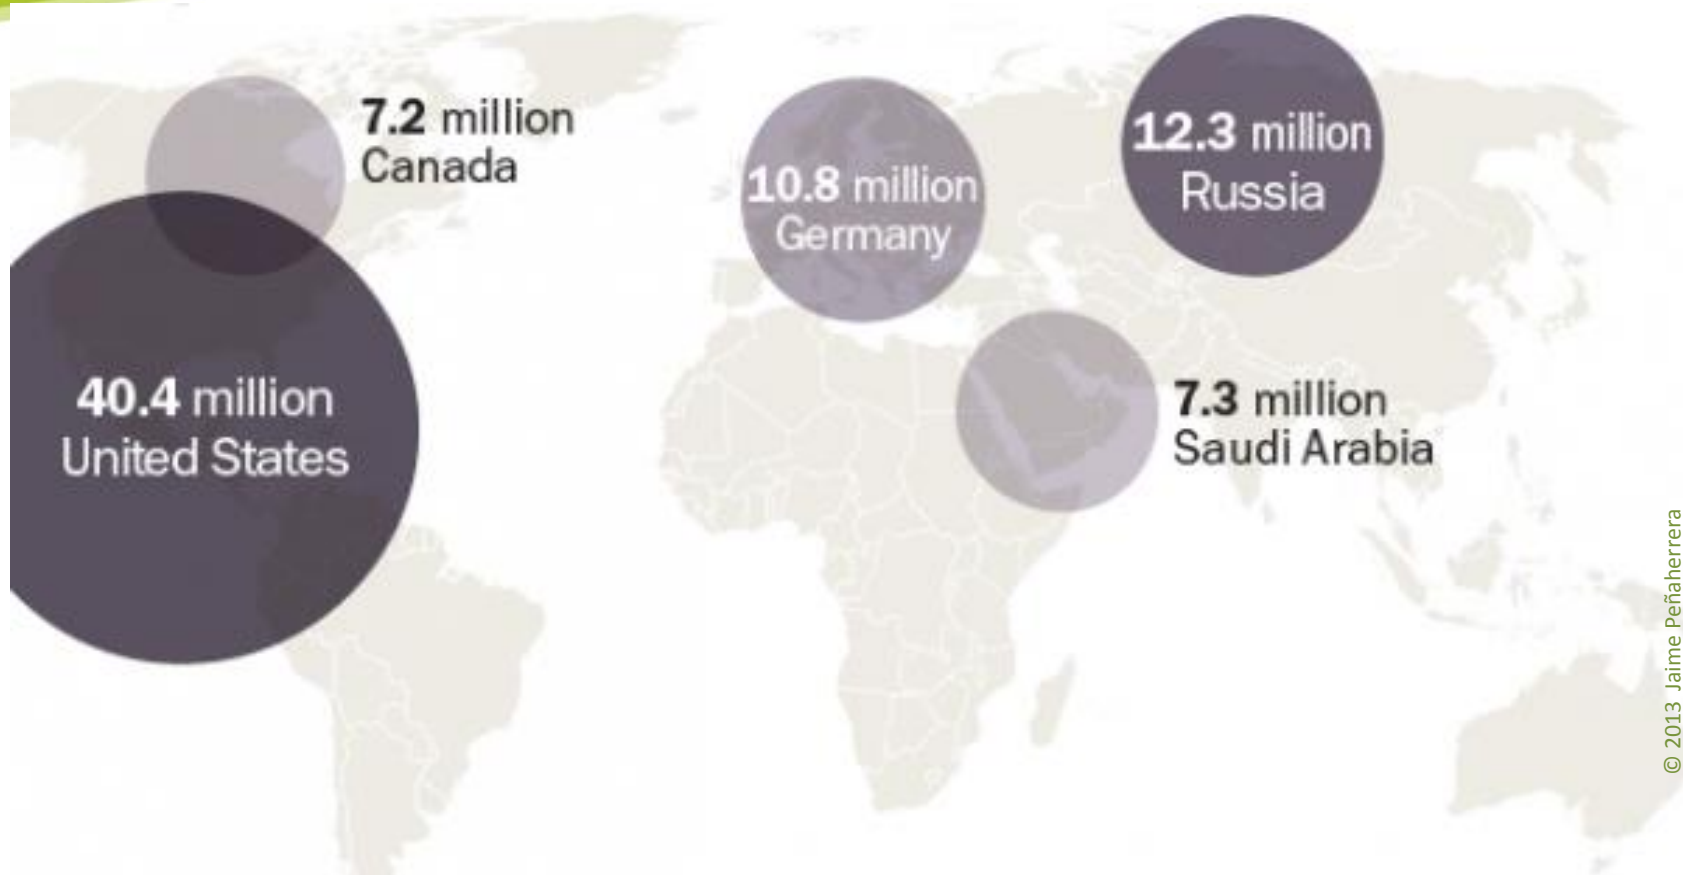 7.2 million
Canada
10.8 million
Germany
12.3 million
Russia
40.4 million
United States
7.3 million
Saudi Arabia
© 2013 Jaime Peñaherrera